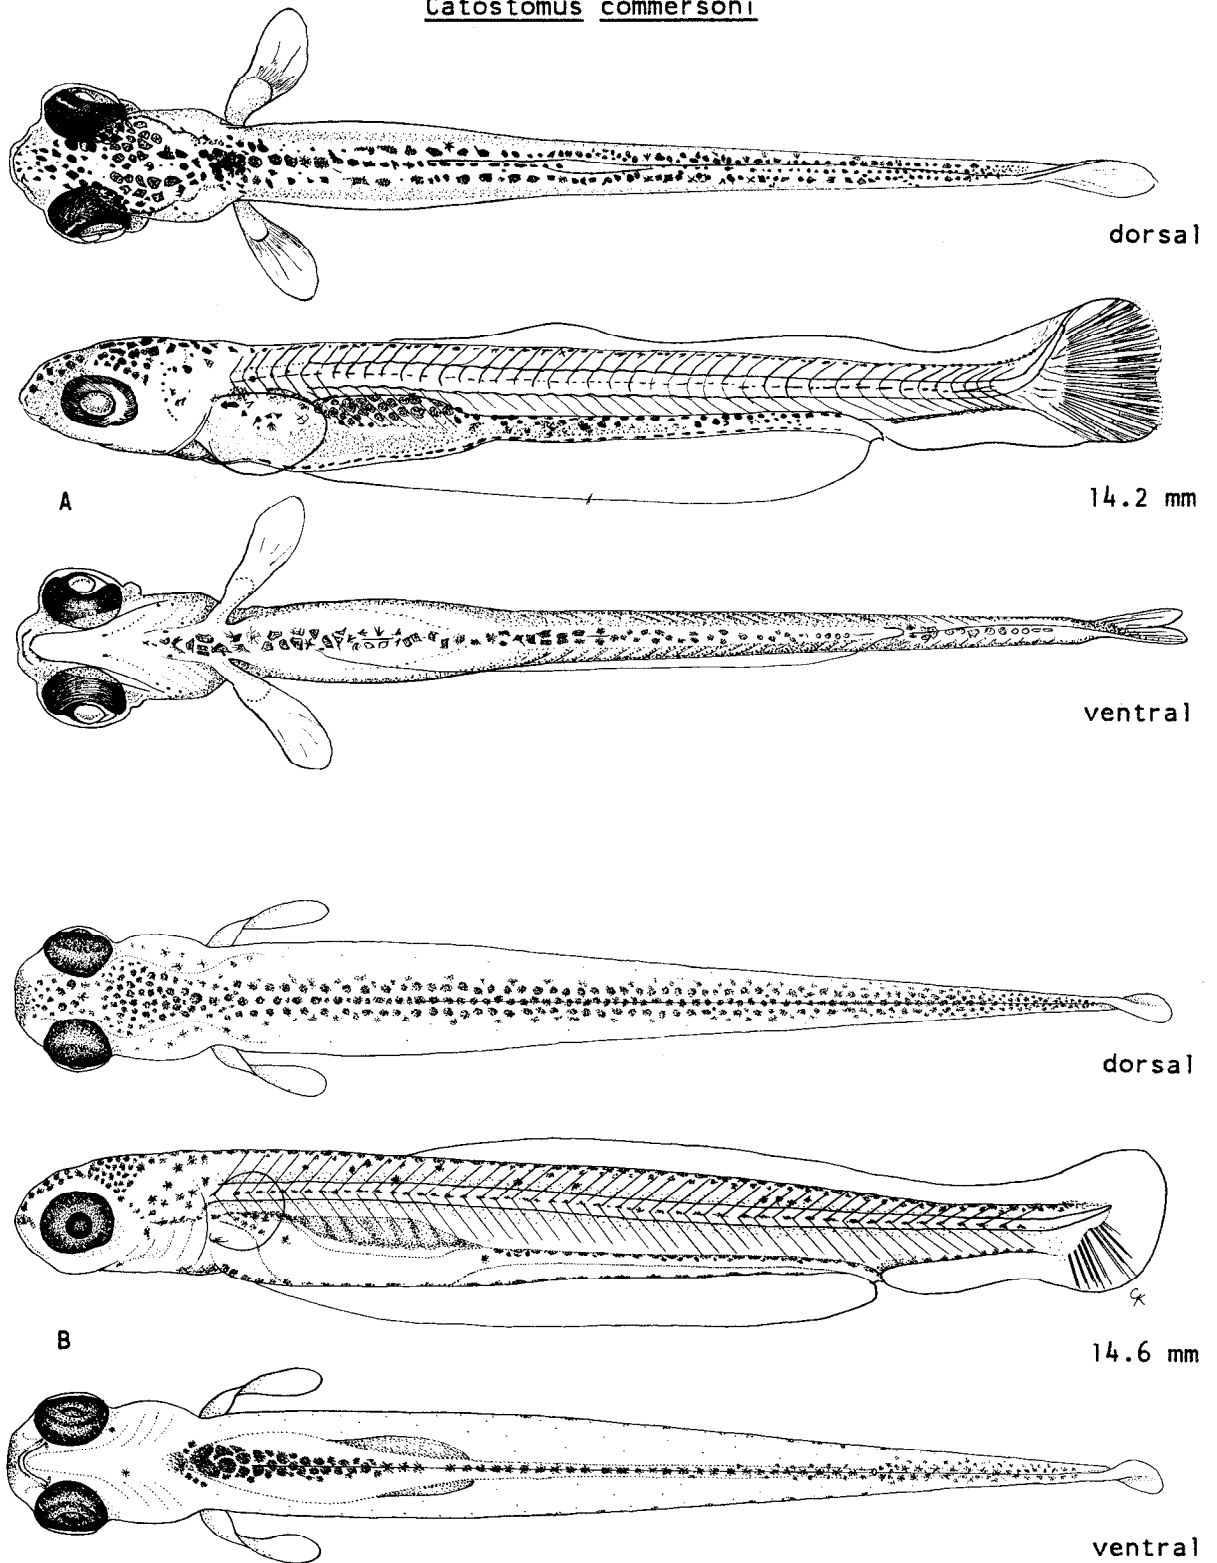 Catostomus commersoni
dorsal
A
14.2 mm
ventral
dorsal
B
14.6 mm
ventral